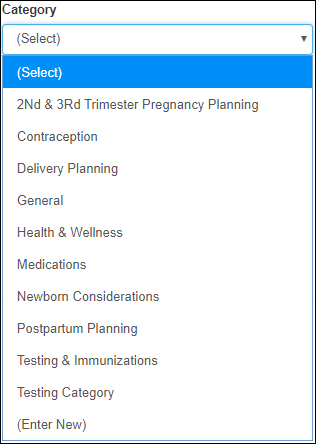 Category
(Select)
(Select)
2Nd & 3Rd Trimester Pregnancy Planning
Contraception
Delivery Planning
General
Health & Wellness
Medications
Newborn Considerations
Postpartum Planning
Testing & Immunizations
Testing Category
(Enter New)